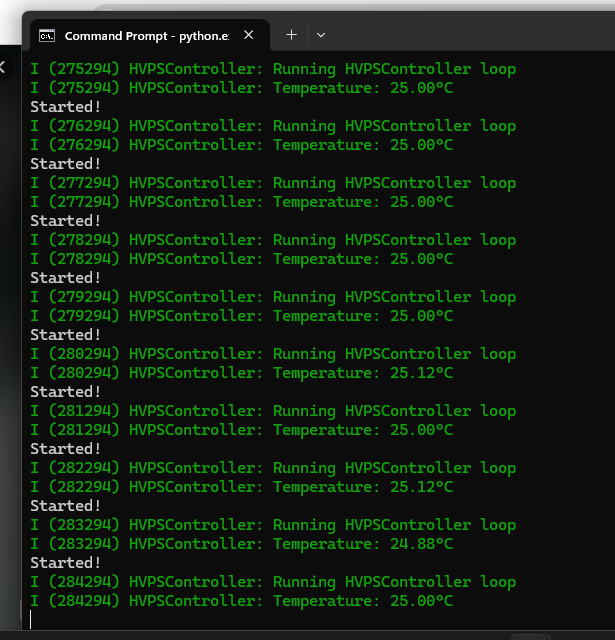 Command Prompt - python.e
I (275294) HVPSController: Running HVPSController loop
I (275294) HVPSController: Temperature: 25.00°C
Started!
I (276294) HVPSController: Running HVPSController loop
I (276294) HVPSController: Temperature: 25.00°C
Started!
I (277294) HVPSController: Running HVPSController loop
I (277294) HVPSController: Temperature: 25.00°C
Started!
I (278294) HVPSController: Running HVPSController loop
I (278294) HVPSController: Temperature: 25.00°C
Started!
I (279294) HVPSController: Running HVPSController loop
I (279294) HVPSController: Temperature: 25.00°C
Started!
I (280294) HVPSController: Running HVPSController loop
I (280294) HVPSController: Temperature: 25.12°C
Started!
I (281294) HVPSController: Running HVPSController loop
I (281294) HVPSController: Temperature: 25.00°C
Started!
I (282294) HVPSController: Running HVPSController loop
I (282294) HVPSController: Temperature: 25.12°C
Started!
I (283294) HVPSController: Running HVPSController loop
I (283294) HVPSController: Temperature: 24.88°C
Started!
I (284294) HVPSController: Running HVPSController loop
I (284294) HVPSController: Temperature: 25.00°C